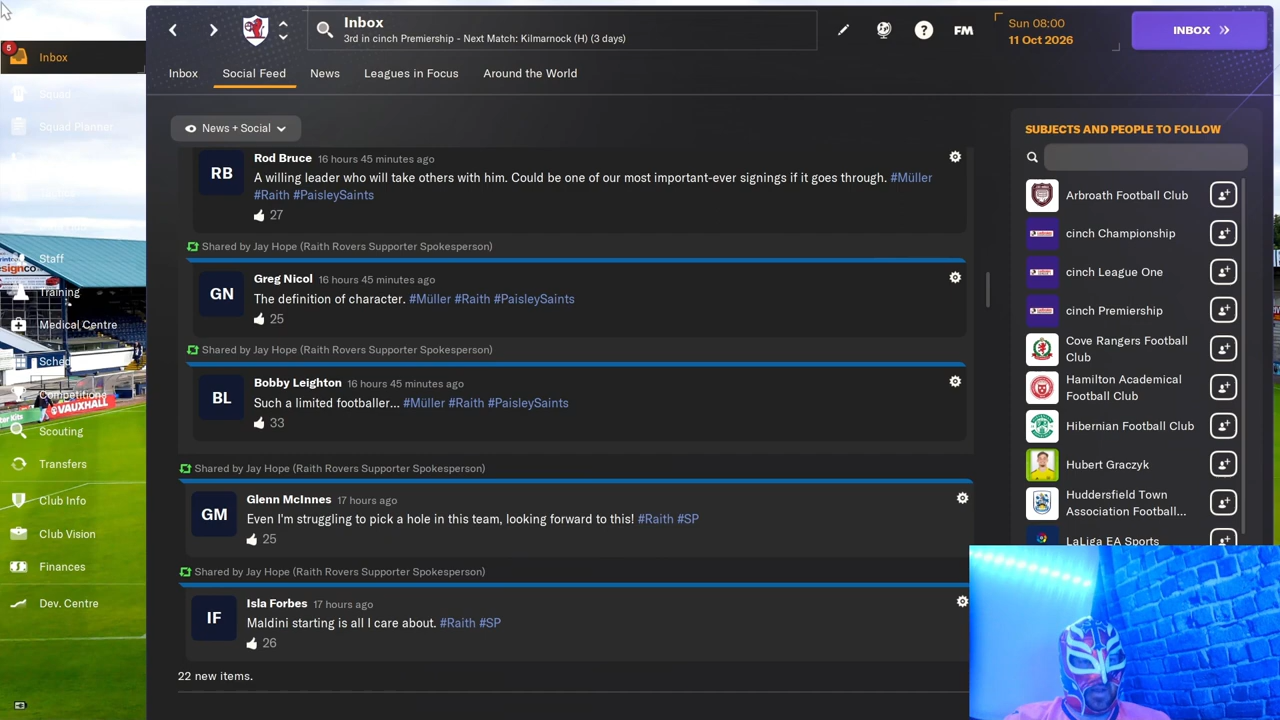 Inbox
3rd in cinch Premiership - Next Match: Kilmarnock (H) (3 days)
FM
Sun 08:00
11 Oct 2026
INBOX
5
Inbox
Squad
Squad Planner
Staff
Training
Medical Centre
Sched
Competitions
VAUXHALL
Scouting
Transfers
Club Info
Club Vision
Finances
Dev. Centre
Inbox
Social Feed
News
Leagues in Focus
Around the World
News + Social
RB
Rod Bruce 16 hours 45 minutes ago
A willing leader who will take others with him. Could be one of our most important-ever signings if it goes through. #Müller
#Raith #PaisleySaints
27
Shared by Jay Hope (Raith Rovers Supporter Spokesperson)
GN
Greg Nicol 16 hours 45 minutes ago
The definition of character. #Müller #Raith #PaisleySaints
25
Shared by Jay Hope (Raith Rovers Supporter Spokesperson)
BL
Bobby Leighton 16 hours 45 minutes ago
Such a limited footballer... #Müller #Raith #PaisleySaints
33
Shared by Jay Hope (Raith Rovers Supporter Spokesperson)
GM
Glenn McInnes 17 hours ago
Even I'm struggling to pick a hole in this team, looking forward to this! #Raith #SP
25
Shared by Jay Hope (Raith Rovers Supporter Spokesperson)
IF
Isla Forbes 17 hours ago
Maldini starting is all I care about. #Raith #SP
26
22 new items.
SUBJECTS AND PEOPLE TO FOLLOW
Arbroath Football Club
cinch Championship
cinch League One
cinch Premiership
Cove Rangers Football
Club
Hamilton Academical
Football Club
Hibernian Football Club
Hubert Graczyk
Huddersfield Town
Association Football...
LaLiga EA Sports